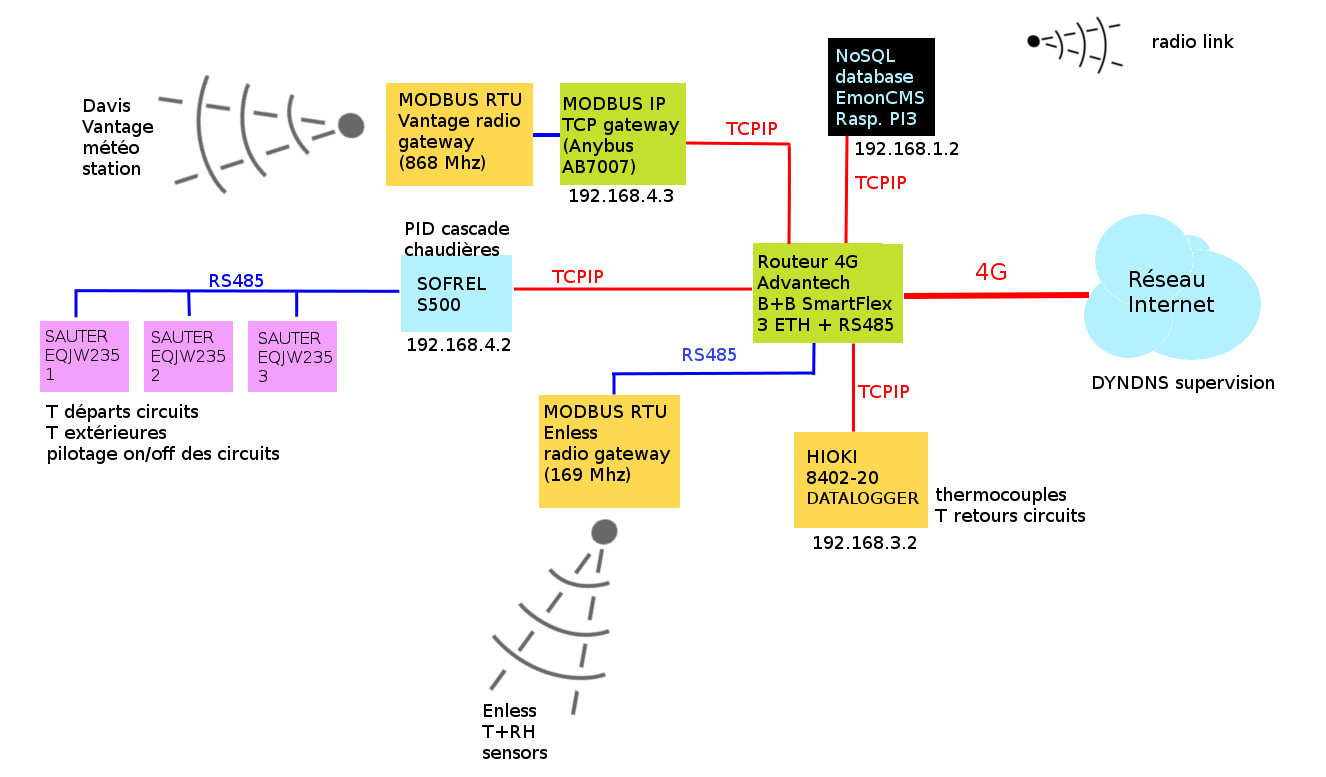 radio link
NoSQL
database
EmonCMS
Rasp. PI3
192.168.1.2
TCPIP
Davis
Vantage
météo
station
MODBUS RTU
Vantage radio
gateway
(868 Mhz)
MODBUS IP
TCP gateway
(Anybus
AB7007)
192.168.4.3
TCPIP
PID cascade
chaudières
SOFREL
S500
192.168.4.2
TCPIP
RS485
SAUTER
EQJW235
1
SAUTER
EQJW235
2
SAUTER
EQJW235
3
T départs circuits
T extérieures
pilotage on/off des circuits
Routeur 4G
Advantech
B+B SmartFlex
3 ETH + RS485
4G
Réseau
Internet
DYNDNS supervision
RS485
MODBUS RTU
Enless
radio gateway
(169 Mhz)
TCPIP
HIOKI
8402-20
DATALOGGER
192.168.3.2
thermocouples
T retours circuits
Enless
T+RH
sensors